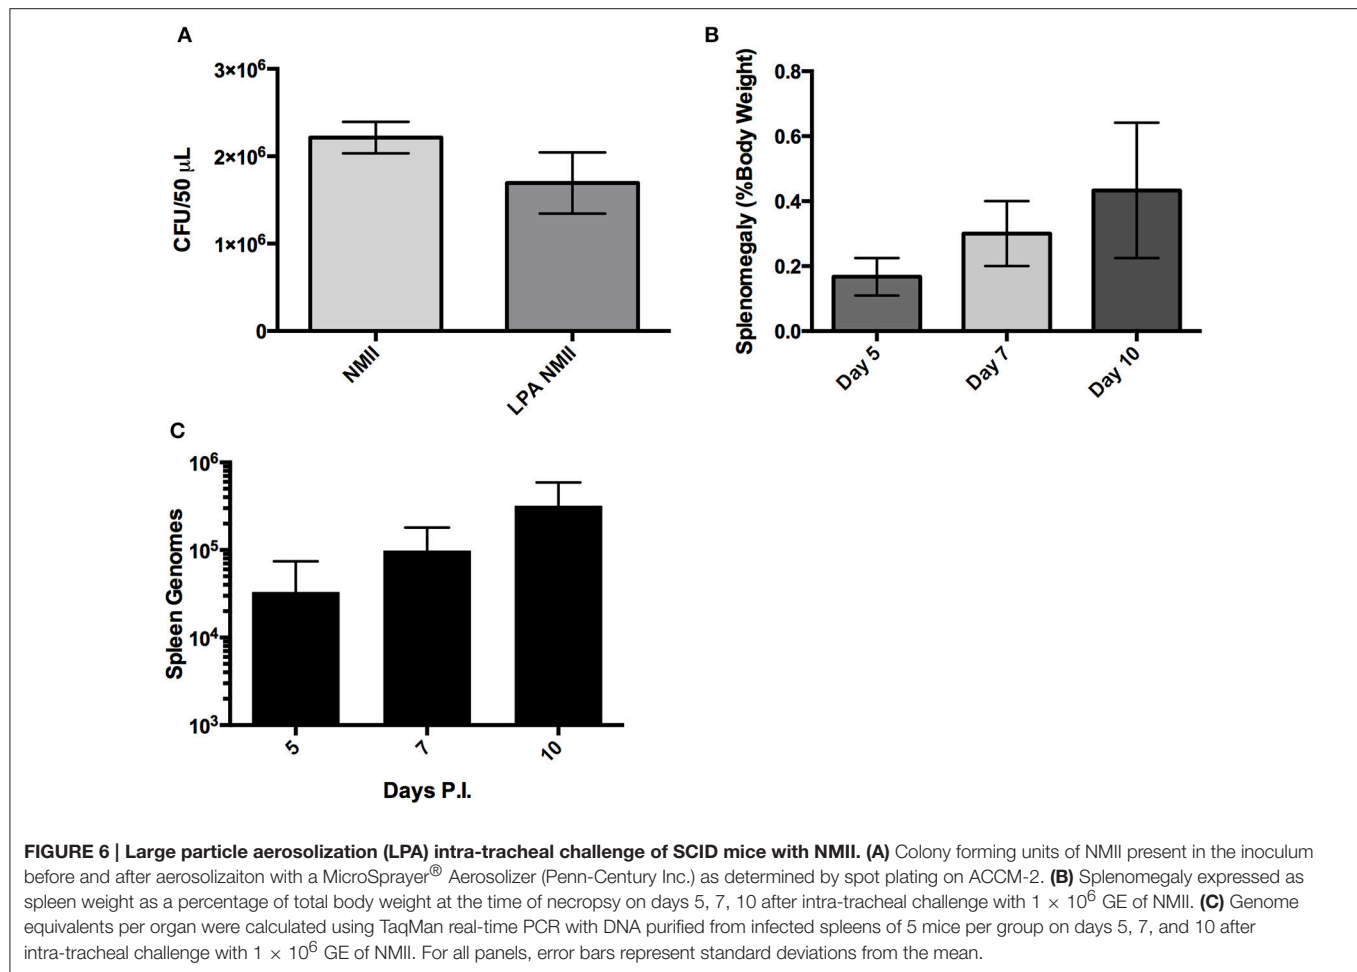 A
3×10⁶
2×10⁶
1×10⁶
0
CFU/50 μL
NMII
LPA NMII
B
0.8
0.6
0.4
0.2
0.0
Splenomegaly (%Body Weight)
Day 5
Day 7
Day 10
C
10⁶
10⁵
10⁴
10³
Spleen Genomes
5
7
10
Days P.I.
FIGURE 6 | Large particle aerosolization (LPA) intra-tracheal challenge of SCID mice with NMII. (A) Colony forming units of NMII present in the inoculum
before and after aerosolizaiton with a MicroSprayer® Aerosolizer (Penn-Century Inc.) as determined by spot plating on ACCM-2. (B) Splenomegaly expressed as
spleen weight as a percentage of total body weight at the time of necropsy on days 5, 7, 10 after intra-tracheal challenge with 1 × 10⁶ GE of NMII. (C) Genome
equivalents per organ were calculated using TaqMan real-time PCR with DNA purified from infected spleens of 5 mice per group on days 5, 7, and 10 after
intra-tracheal challenge with 1 × 10⁶ GE of NMII. For all panels, error bars represent standard deviations from the mean.